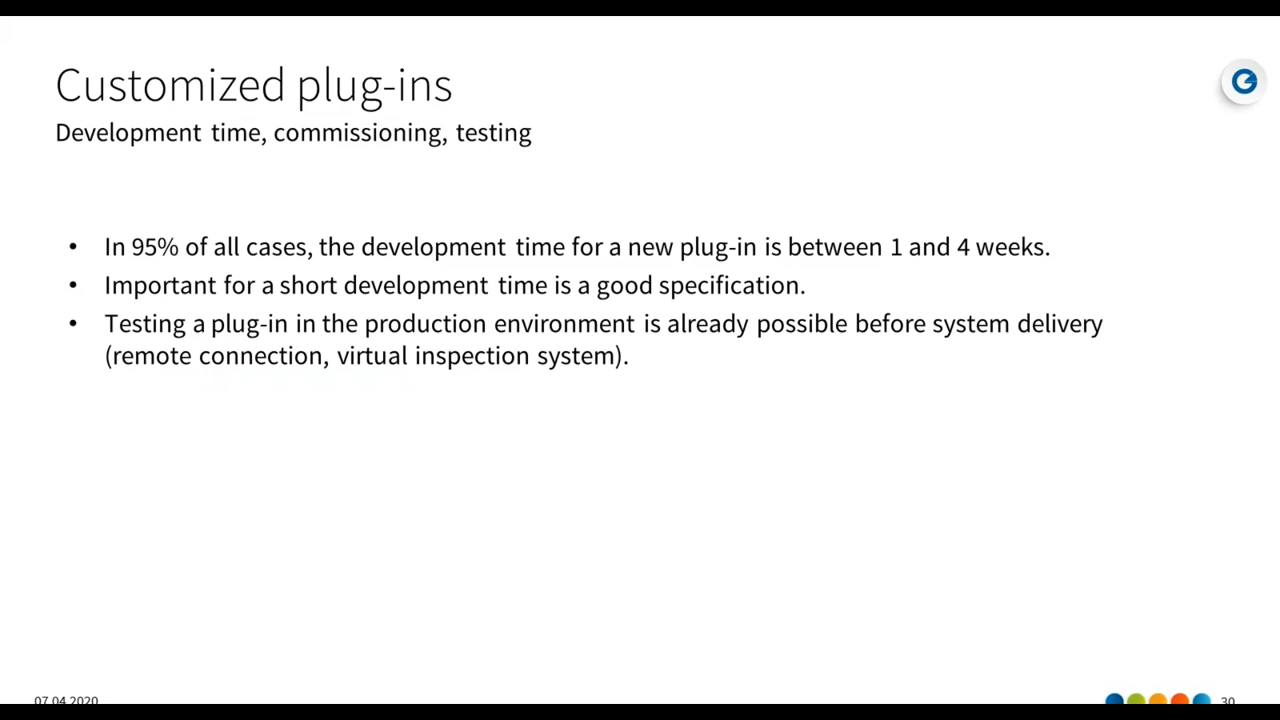 Customized plug-ins
Development time, commissioning, testing
• In 95% of all cases, the development time for a new plug-in is between 1 and 4 weeks.
• Important for a short development time is a good specification.
• Testing a plug-in in the production environment is already possible before system delivery
(remote connection, virtual inspection system).
07.04.2020
30